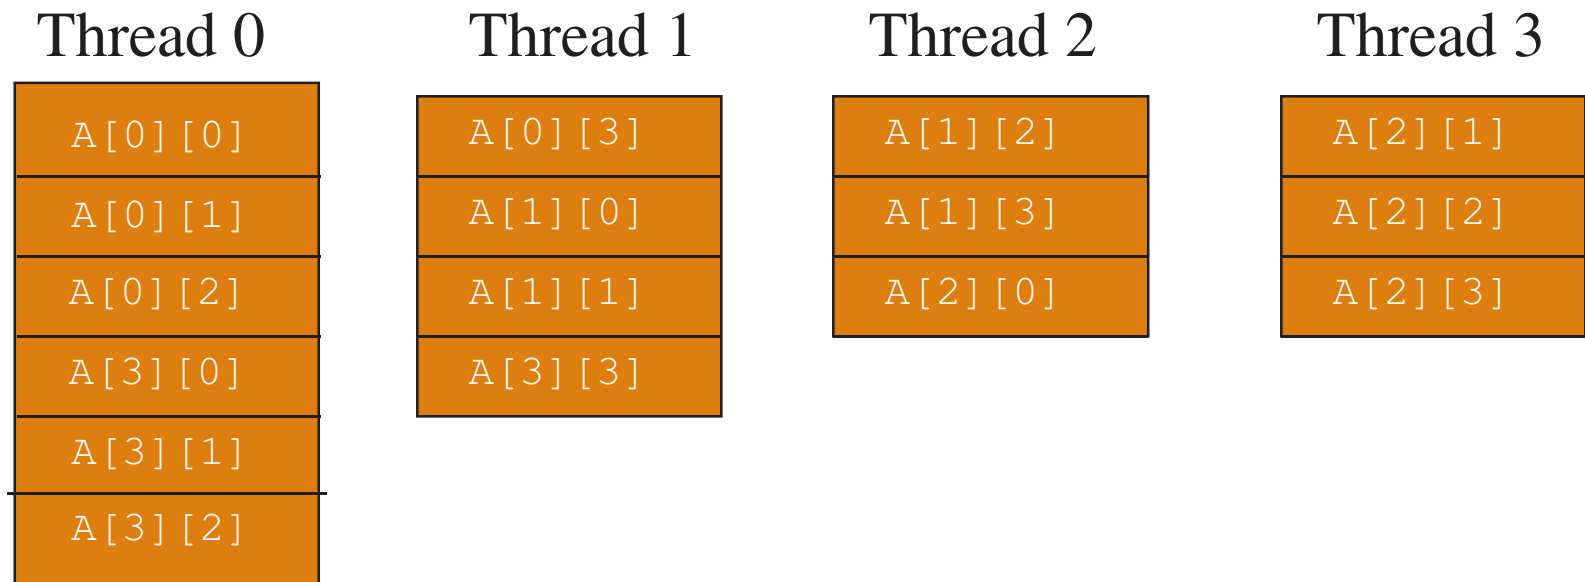 Thread 0
A[0][0]
A[0][1]
A[0][2]
A[3][0]
A[3][1]
A[3][2]
Thread 1
A[0][3]
A[1][0]
A[1][1]
A[3][3]
Thread 2
A[1][2]
A[1][3]
A[2][0]
Thread 3
A[2][1]
A[2][2]
A[2][3]